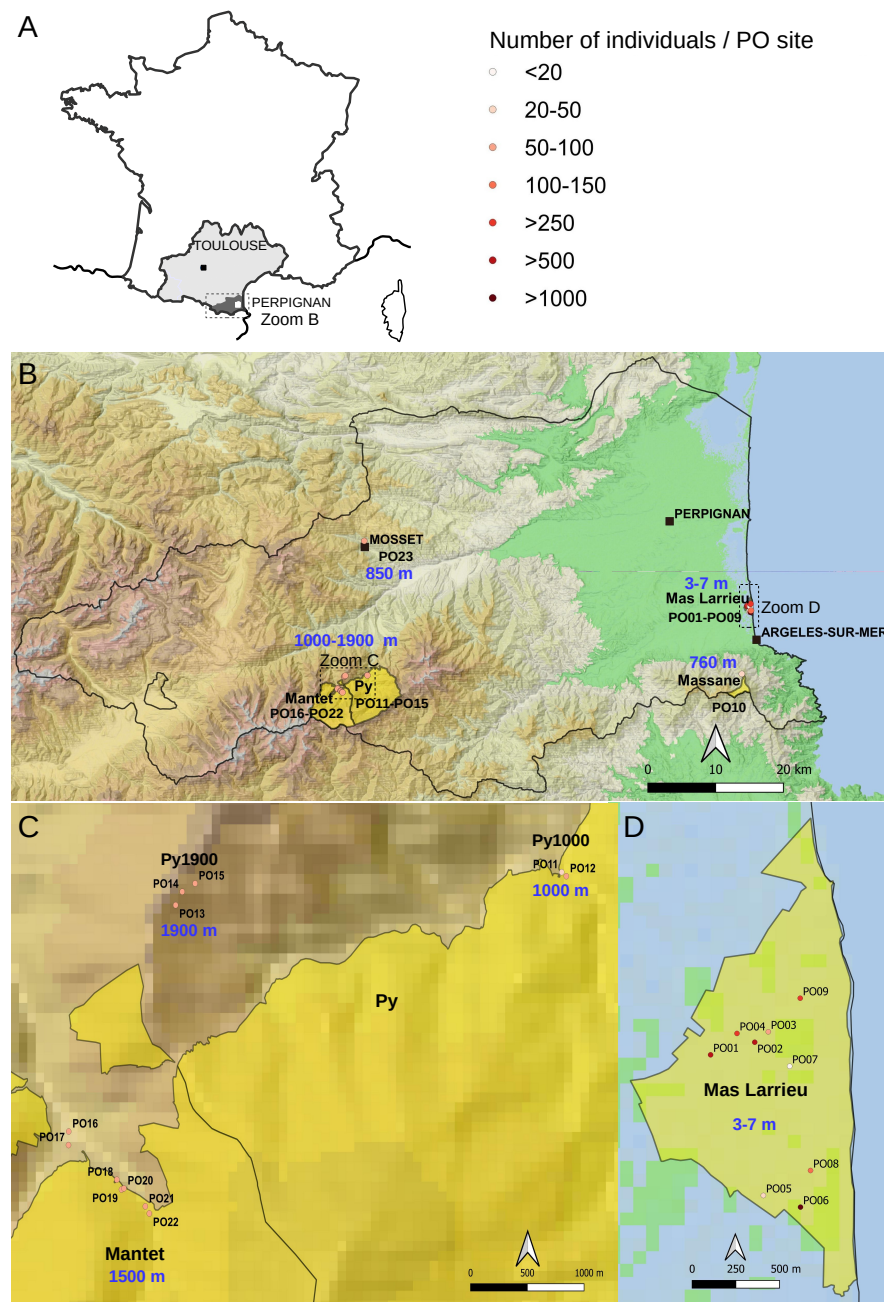 A
Number of individuals / PO site
<20
20-50
50-100
100-150
>250
>500
>1000
TOULOUSE
PERPIGNAN
Zoom B
B
PERPIGNAN
MOSSET
PO23
850 m
3-7 m
Mas Larrieu
PO01-PO09
Zoom D
ARGELES-SUR-MER
1000-1900 m
Zoom C
Mantet
Py
PO16-PO22
PO11-PO15
760 m
Massane
PO10
0 10 20 km
C
Py1900
PO15
PO14
PO13
1900 m
Py1000
PO11
PO12
1000 m
Py
PO16
PO17
PO18
PO20
PO19
PO21
PO22
Mantet
1500 m
0 500 1000 m
D
PO09
PO04
PO03
PO02
PO01
PO07
Mas Larrieu
3-7 m
PO08
PO05
PO06
0 250 500 m